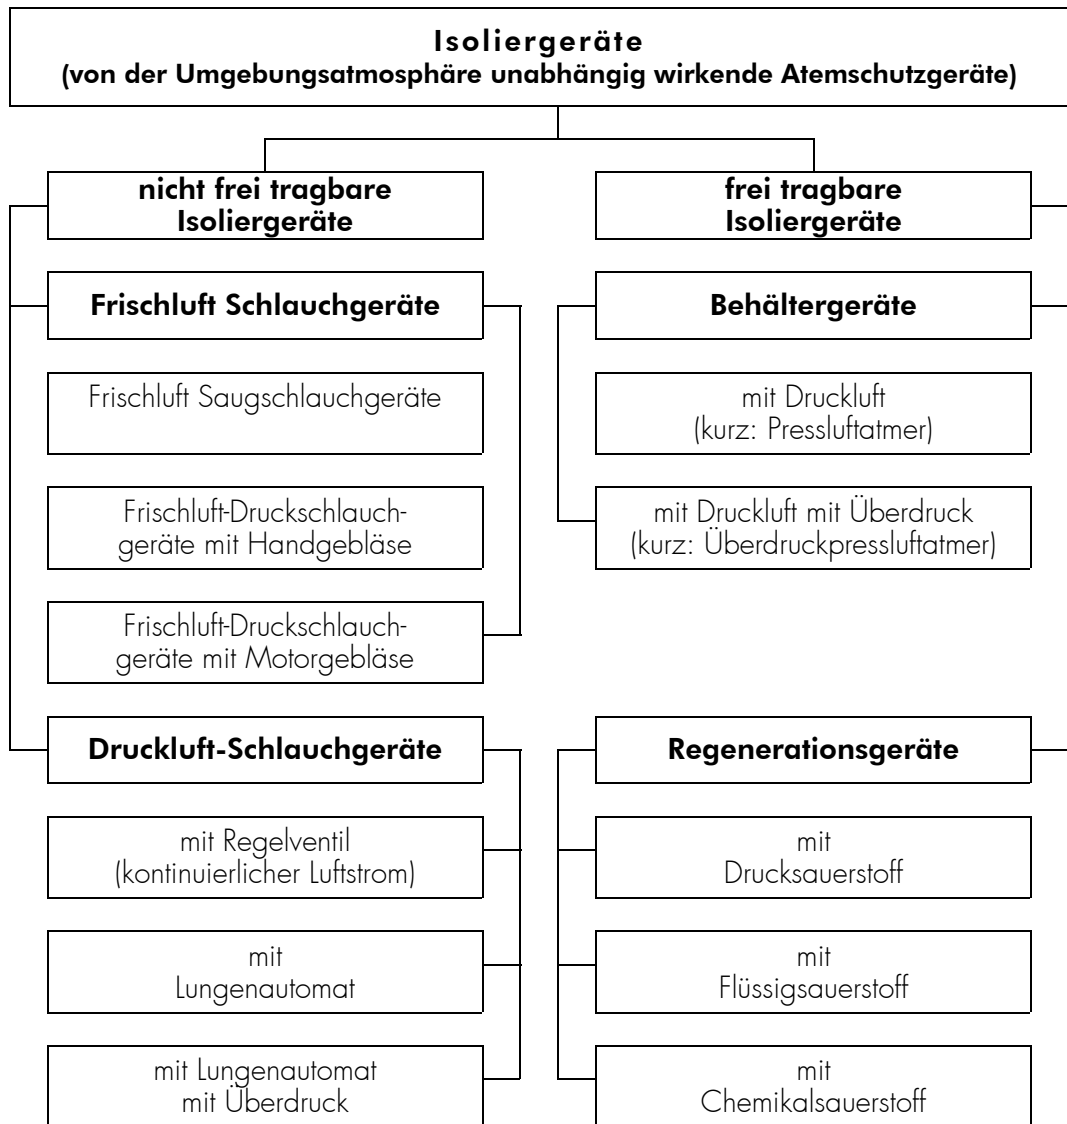 Isoliergeräte
(von der Umgebungsatmosphäre unabhängig wirkende Atemschutzgeräte)
nicht frei tragbare
Isoliergeräte
Frischluft Schlauchgeräte
Frischluft Saugschlauchgeräte
Frischluft-Druckschlauch-
geräte mit Handgebläse
Frischluft-Druckschlauch-
geräte mit Motorgebläse
Druckluft-Schlauchgeräte
mit Regelventil
(kontinuierlicher Luftstrom)
mit
Lungenautomat
mit Lungenautomat
mit Überdruck
frei tragbare
Isoliergeräte
Behältergeräte
mit Druckluft
(kurz: Pressluftatmer)
mit Druckluft mit Überdruck
(kurz: Überdruckpressluftatmer)
Regenerationsgeräte
mit
Drucksauerstoff
mit
Flüssigsauerstoff
mit
Chemikalsauerstoff